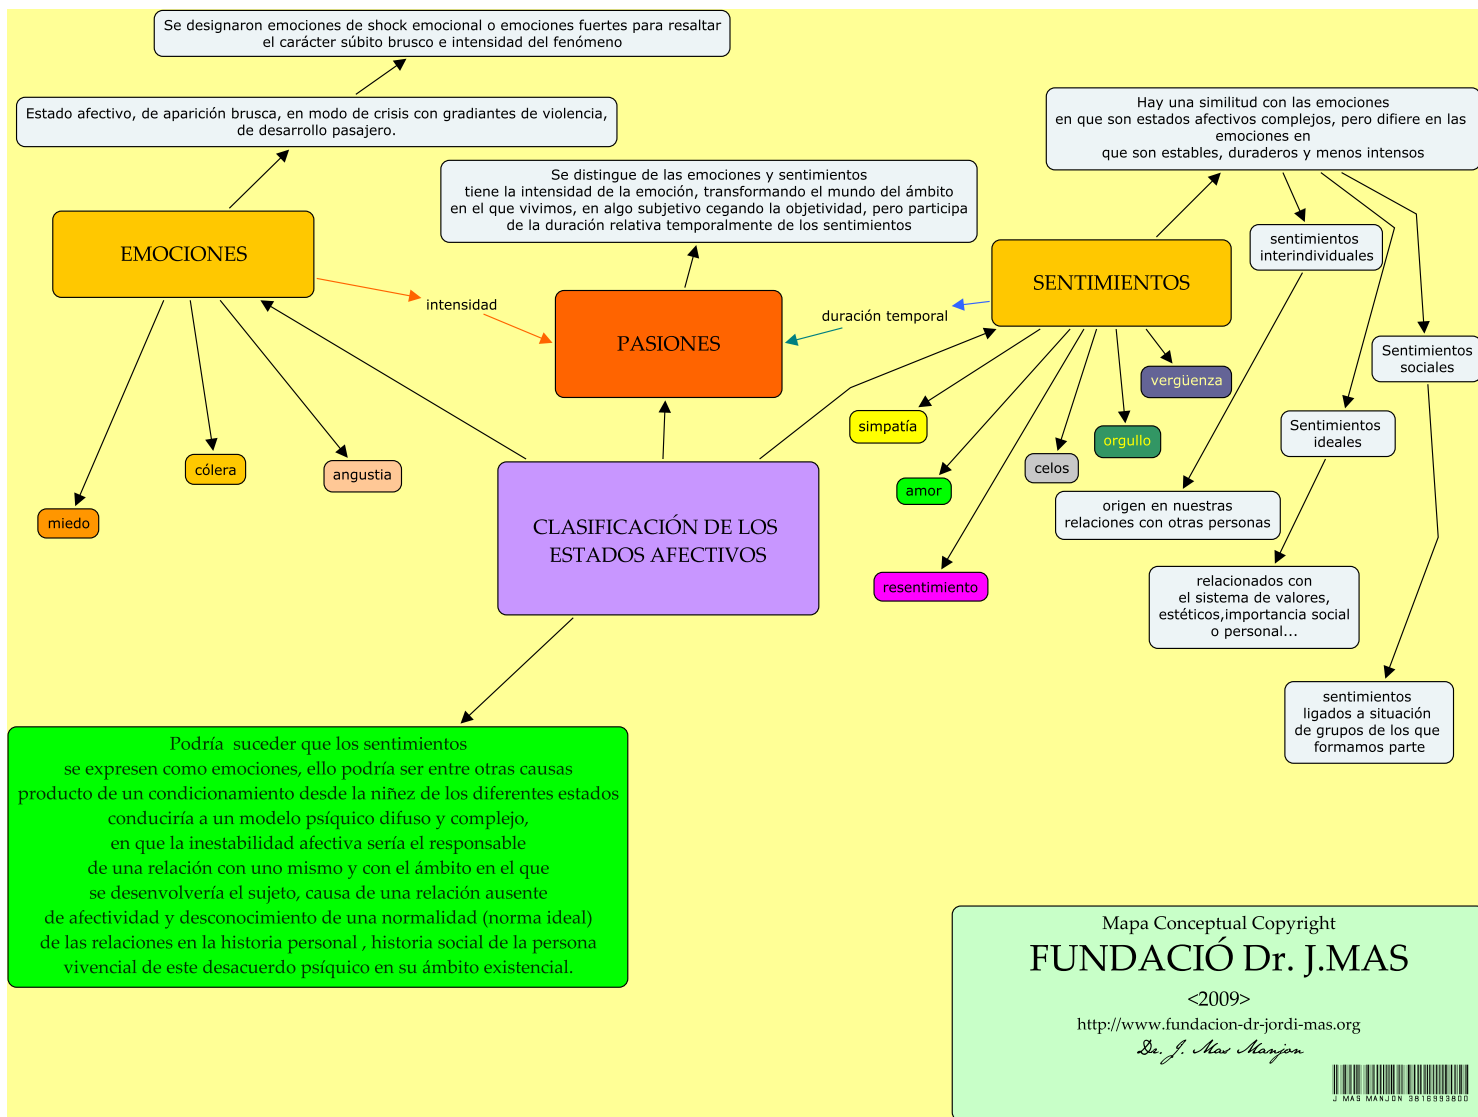 Se designaron emociones de shock emocional o emociones fuertes para resaltar
el carácter súbito brusco e intensidad del fenómeno
Estado afectivo, de aparición brusca, en modo de crisis con gradiantes de violencia,
de desarrollo pasajero.
Hay una similitud con las emociones
en que son estados afectivos complejos, pero difiere en las
emociones en
que son estables, duraderos y menos intensos
Se distingue de las emociones y sentimientos
tiene la intensidad de la emoción, transformando el mundo del ámbito
en el que vivimos, en algo subjetivo cegando la objetividad, pero participa
de la duración relativa temporalmente de los sentimientos
EMOCIONES
SENTIMIENTOS
sentimientos
interindividuales
intensidad
duración temporal
PASIONES
Sentimientos
sociales
vergüenza
simpatía
orgullo
Sentimientos
ideales
cólera
angustia
celos
amor
miedo
origen en nuestras
relaciones con otras personas
CLASIFICACIÓN DE LOS
ESTADOS AFECTIVOS
resentimiento
relacionados con
el sistema de valores,
estéticos,importancia social
o personal...
sentimientos
ligados a situación
de grupos de los que
formamos parte
Podría  suceder que los sentimientos
se expresen como emociones, ello podría ser entre otras causas
producto de un condicionamiento desde la niñez de los diferentes estados
conduciría a un modelo psíquico difuso y complejo,
en que la inestabilidad afectiva sería el responsable
de una relación con uno mismo y con el ámbito en el que
se desenvolvería el sujeto, causa de una relación ausente
de afectividad y desconocimiento de una normalidad (norma ideal)
de las relaciones en la historia personal , historia social de la persona
vivencial de este desacuerdo psíquico en su ámbito existencial.
Mapa Conceptual Copyright
FUNDACIÓ Dr. J.MAS
<2009>
http://www.fundacion-dr-jordi-mas.org
Dr. J. Mas Manjon
J MAS MANJON 3816993800